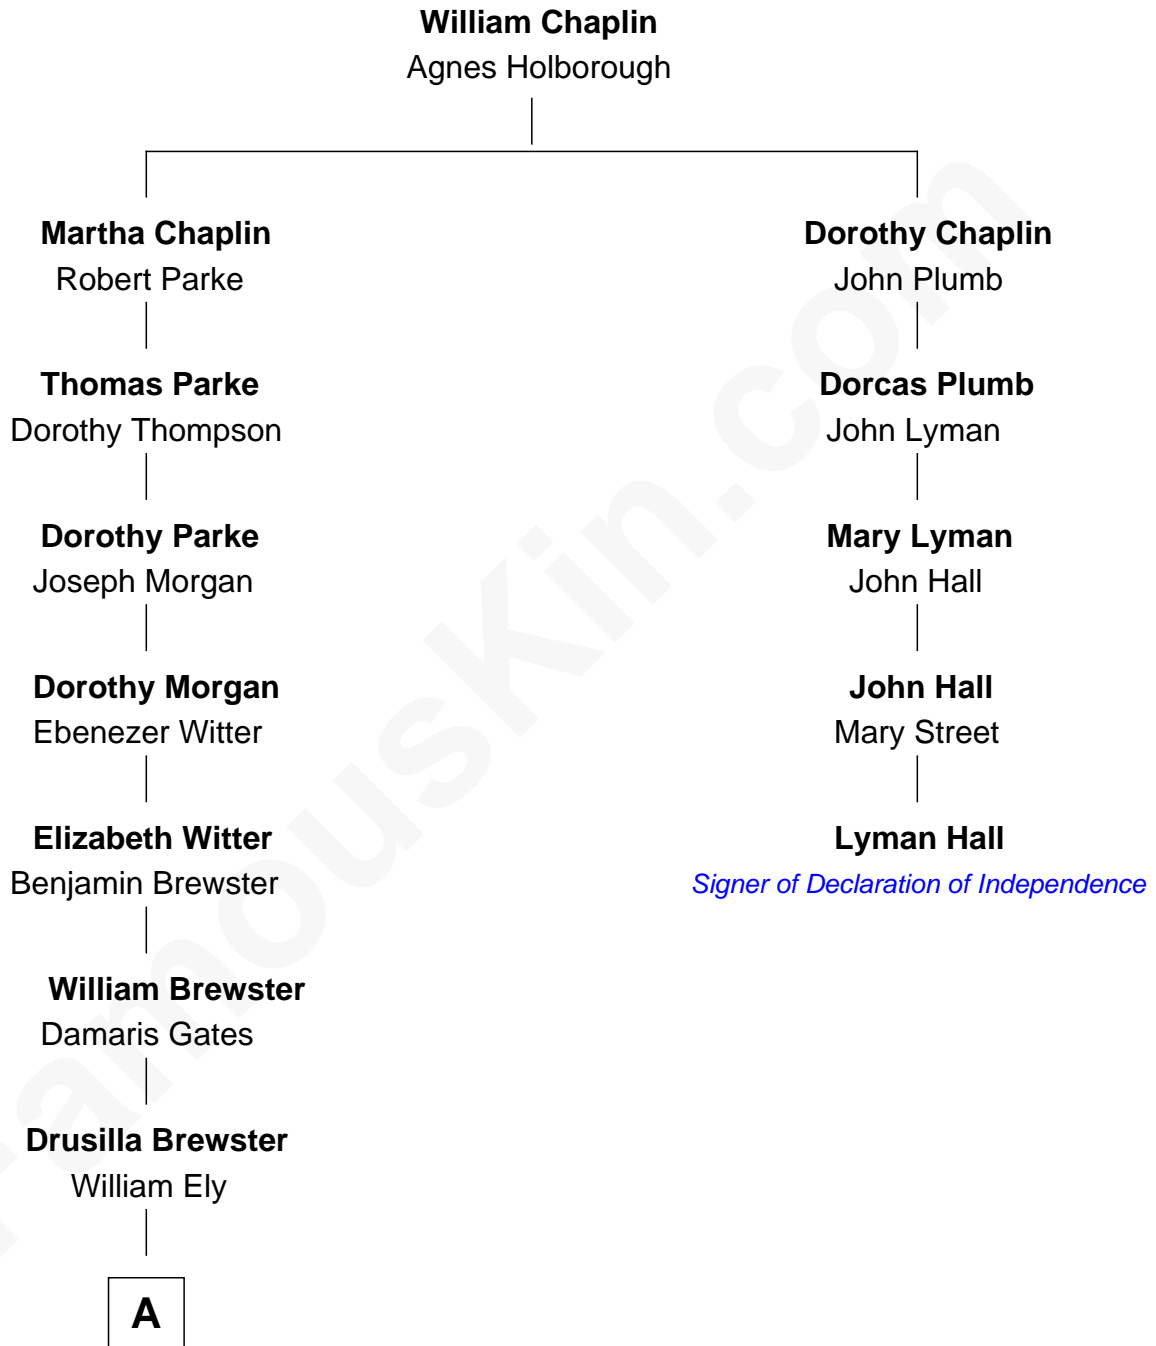 William Chaplin
Agnes Holborough
Martha Chaplin
Robert Parke
Dorothy Chaplin
John Plumb
Thomas Parke
Dorothy Thompson
Dorcas Plumb
John Lyman
Dorothy Parke
Joseph Morgan
Mary Lyman
John Hall
Dorothy Morgan
Ebenezer Witter
John Hall
Mary Street
Elizabeth Witter
Benjamin Brewster
Lyman Hall
Signer of Declaration of Independence
William Brewster
Damaris Gates
Drusilla Brewster
William Ely
A
FamousKin.com